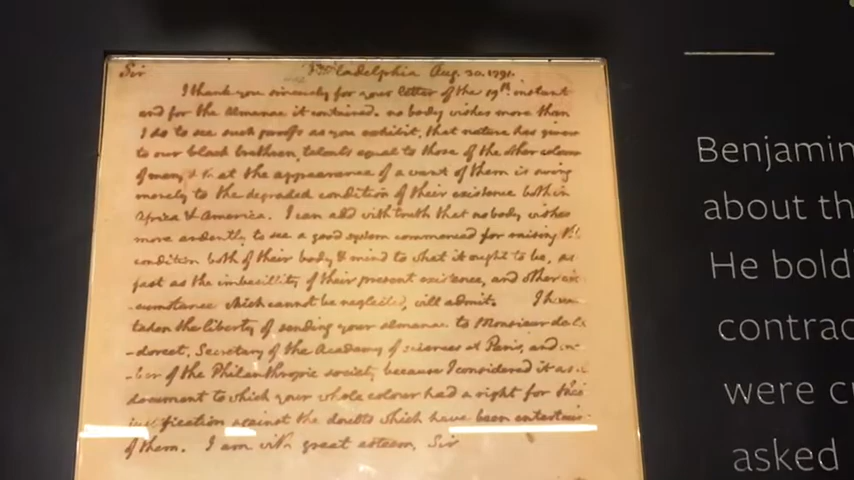 Sir Philadelphia Aug. 30. 1791.
I thank you sincerely for your letter of the 19th. instant
and for the Almanac it contained. no body wishes more than
I do to see such proofs as you exhibit, that nature has given
to our black brethren, talents equal to those of the other colours
of men, & that the appearance of a want of them is owing
merely to the degraded condition of their existence both in
Africa & America. I can add with truth that no body wishes
more ardently to see a good system commenced for raising the
condition both of their body & mind to what it ought to be, as
fast as the imbecillity of their present existence, and other cir-
-cumstance which cannot be neglected, will admit. I have
taken the liberty of sending your almanac to Monsieur de
-dorcet, Secretary of the Academy of sciences at Paris, and
-ber of the Philanthropic society because I considered it as a
document to which your whole colour had a right for their
justification against the doubts which have been entertained
of them. I am with great esteem, Sir
Benjamin
about th
He boldl
contrac
were c
asked